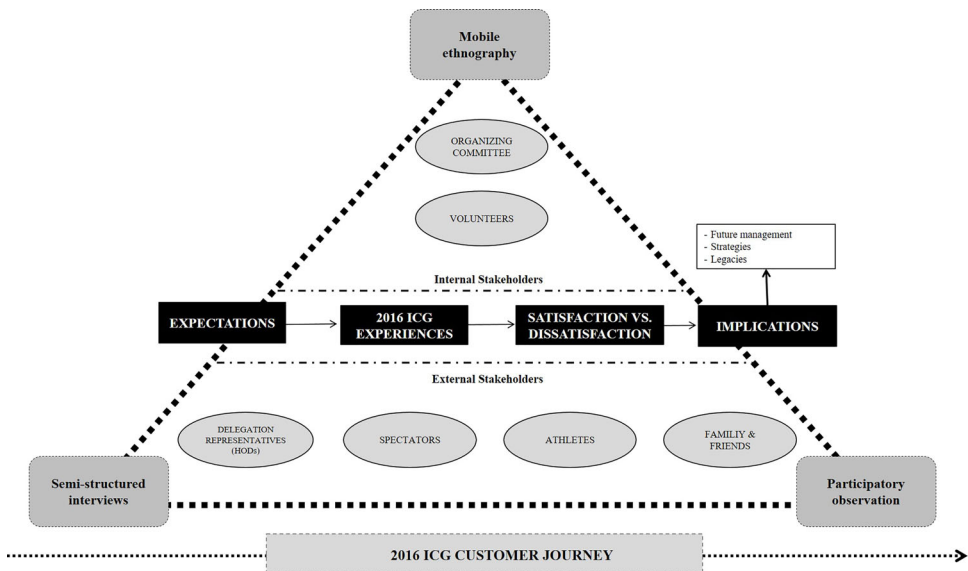 Mobile
ethnography
ORGANIZING
COMMITTEE
VOLUNTEERS
- Future management
- Strategies
- Legacies
Internal Stakeholders
EXPECTATIONS
2016 ICG
EXPERIENCES
SATISFACTION VS.
DISSATISFACTION
IMPLICATIONS
External Stakeholders
DELEGATION
REPRESENTATIVES
(HODs)
SPECTATORS
ATHLETES
FAMILIY &
FRIENDS
Semi-structured
interviews
Participatory
observation
2016 ICG CUSTOMER JOURNEY